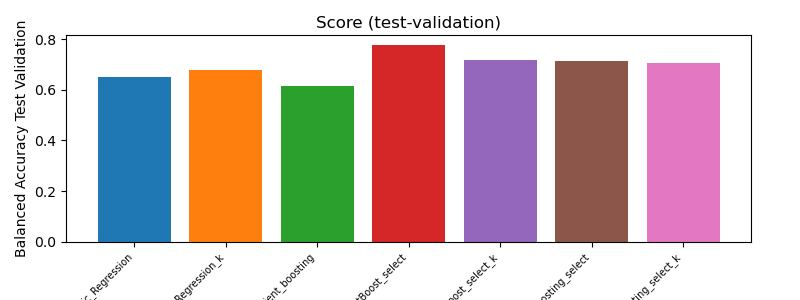 Score (test-validation)
Balanced Accuracy Test Validation
0.8
0.6
0.4
0.2
0.0
ic_Regression
Regression_k
ient_boosting
tBoost_select
oost_select_k
osting_select
ting_select_k